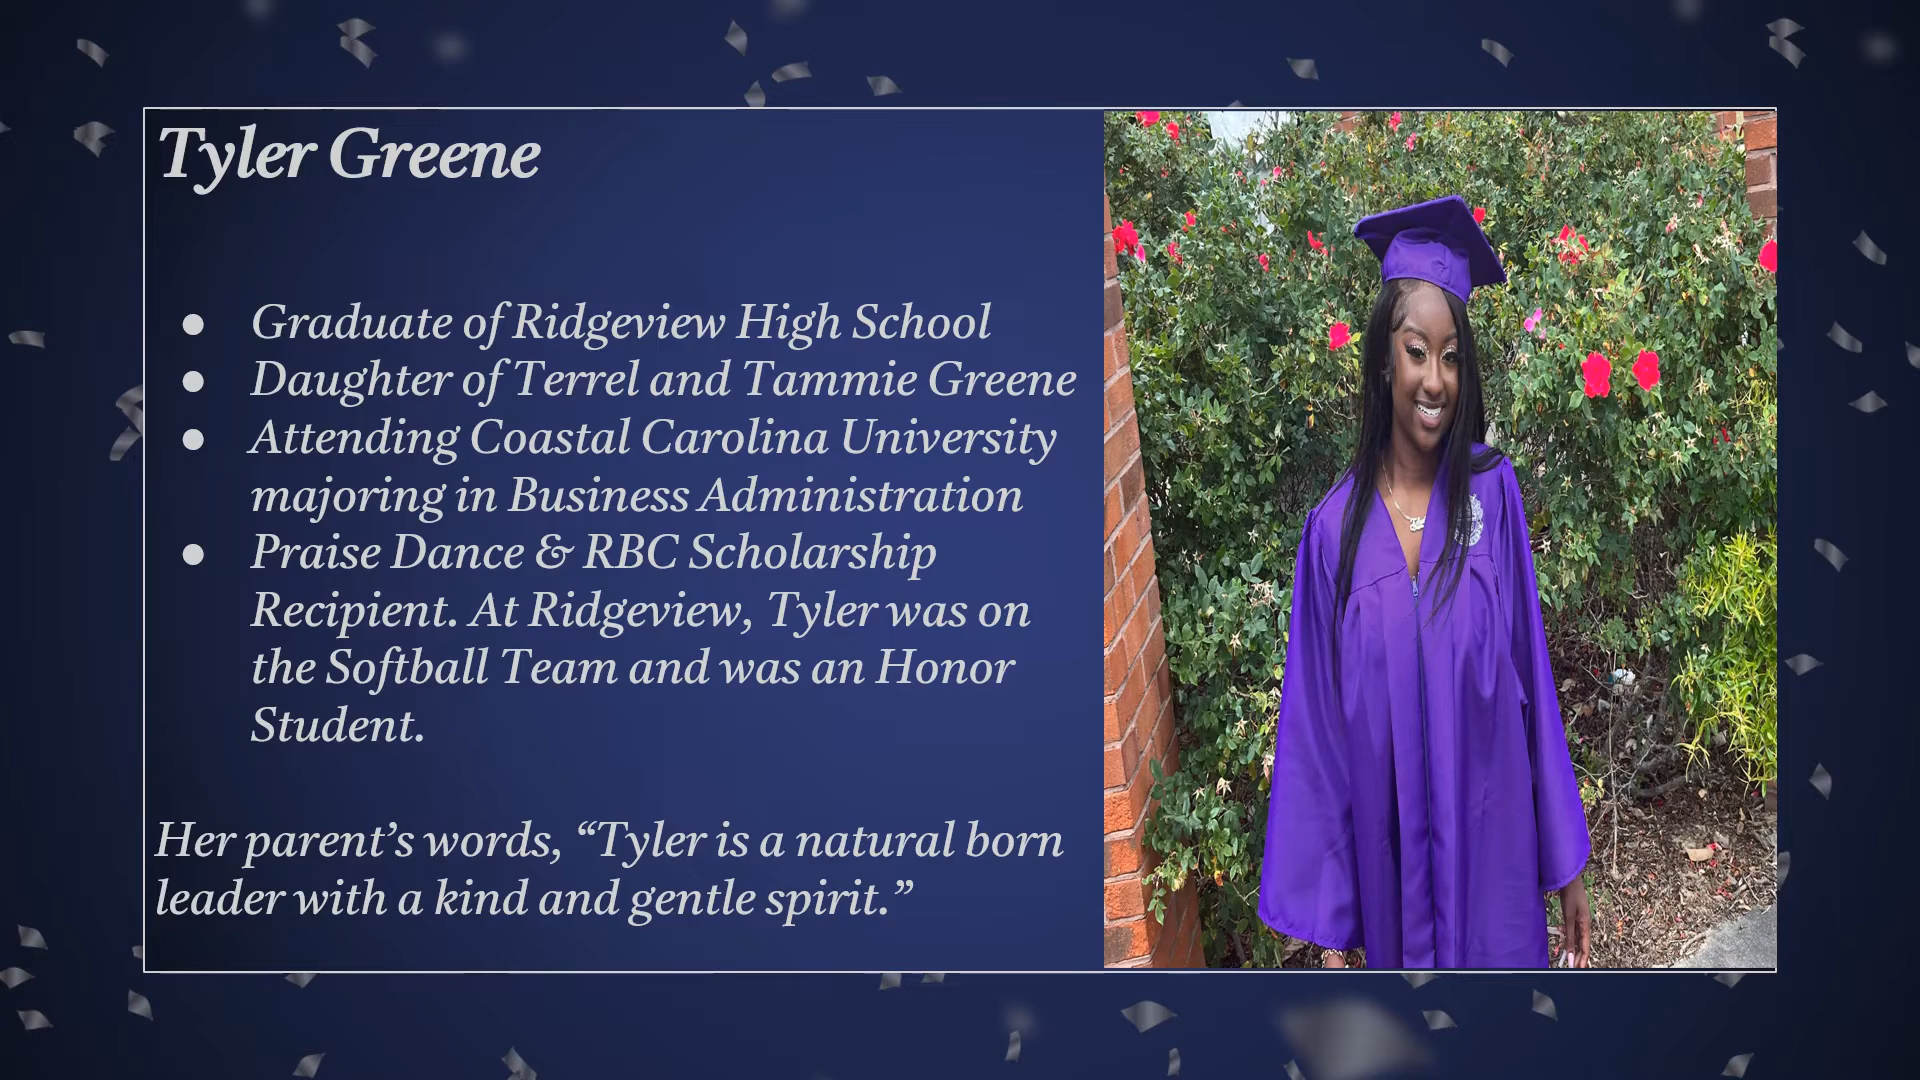 Tyler Greene
● Graduate of Ridgeview High School
● Daughter of Terrel and Tammie Greene
● Attending Coastal Carolina University
majoring in Business Administration
● Praise Dance & RBC Scholarship
Recipient. At Ridgeview, Tyler was on
the Softball Team and was an Honor
Student.
Her parent’s words, “Tyler is a natural born
leader with a kind and gentle spirit.”